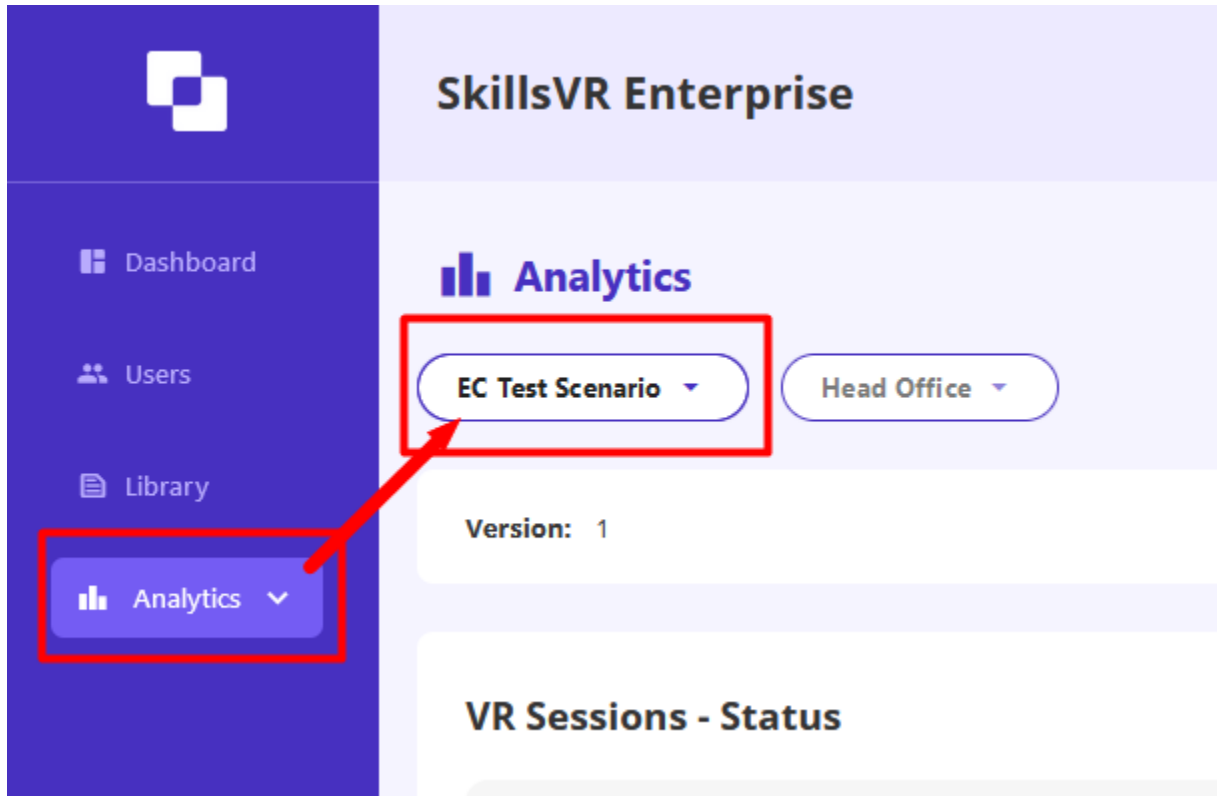 SkillsVR Enterprise
Dashboard
Users
Library
Analytics
Analytics
EC Test Scenario
Head Office
Version: 1
VR Sessions - Status